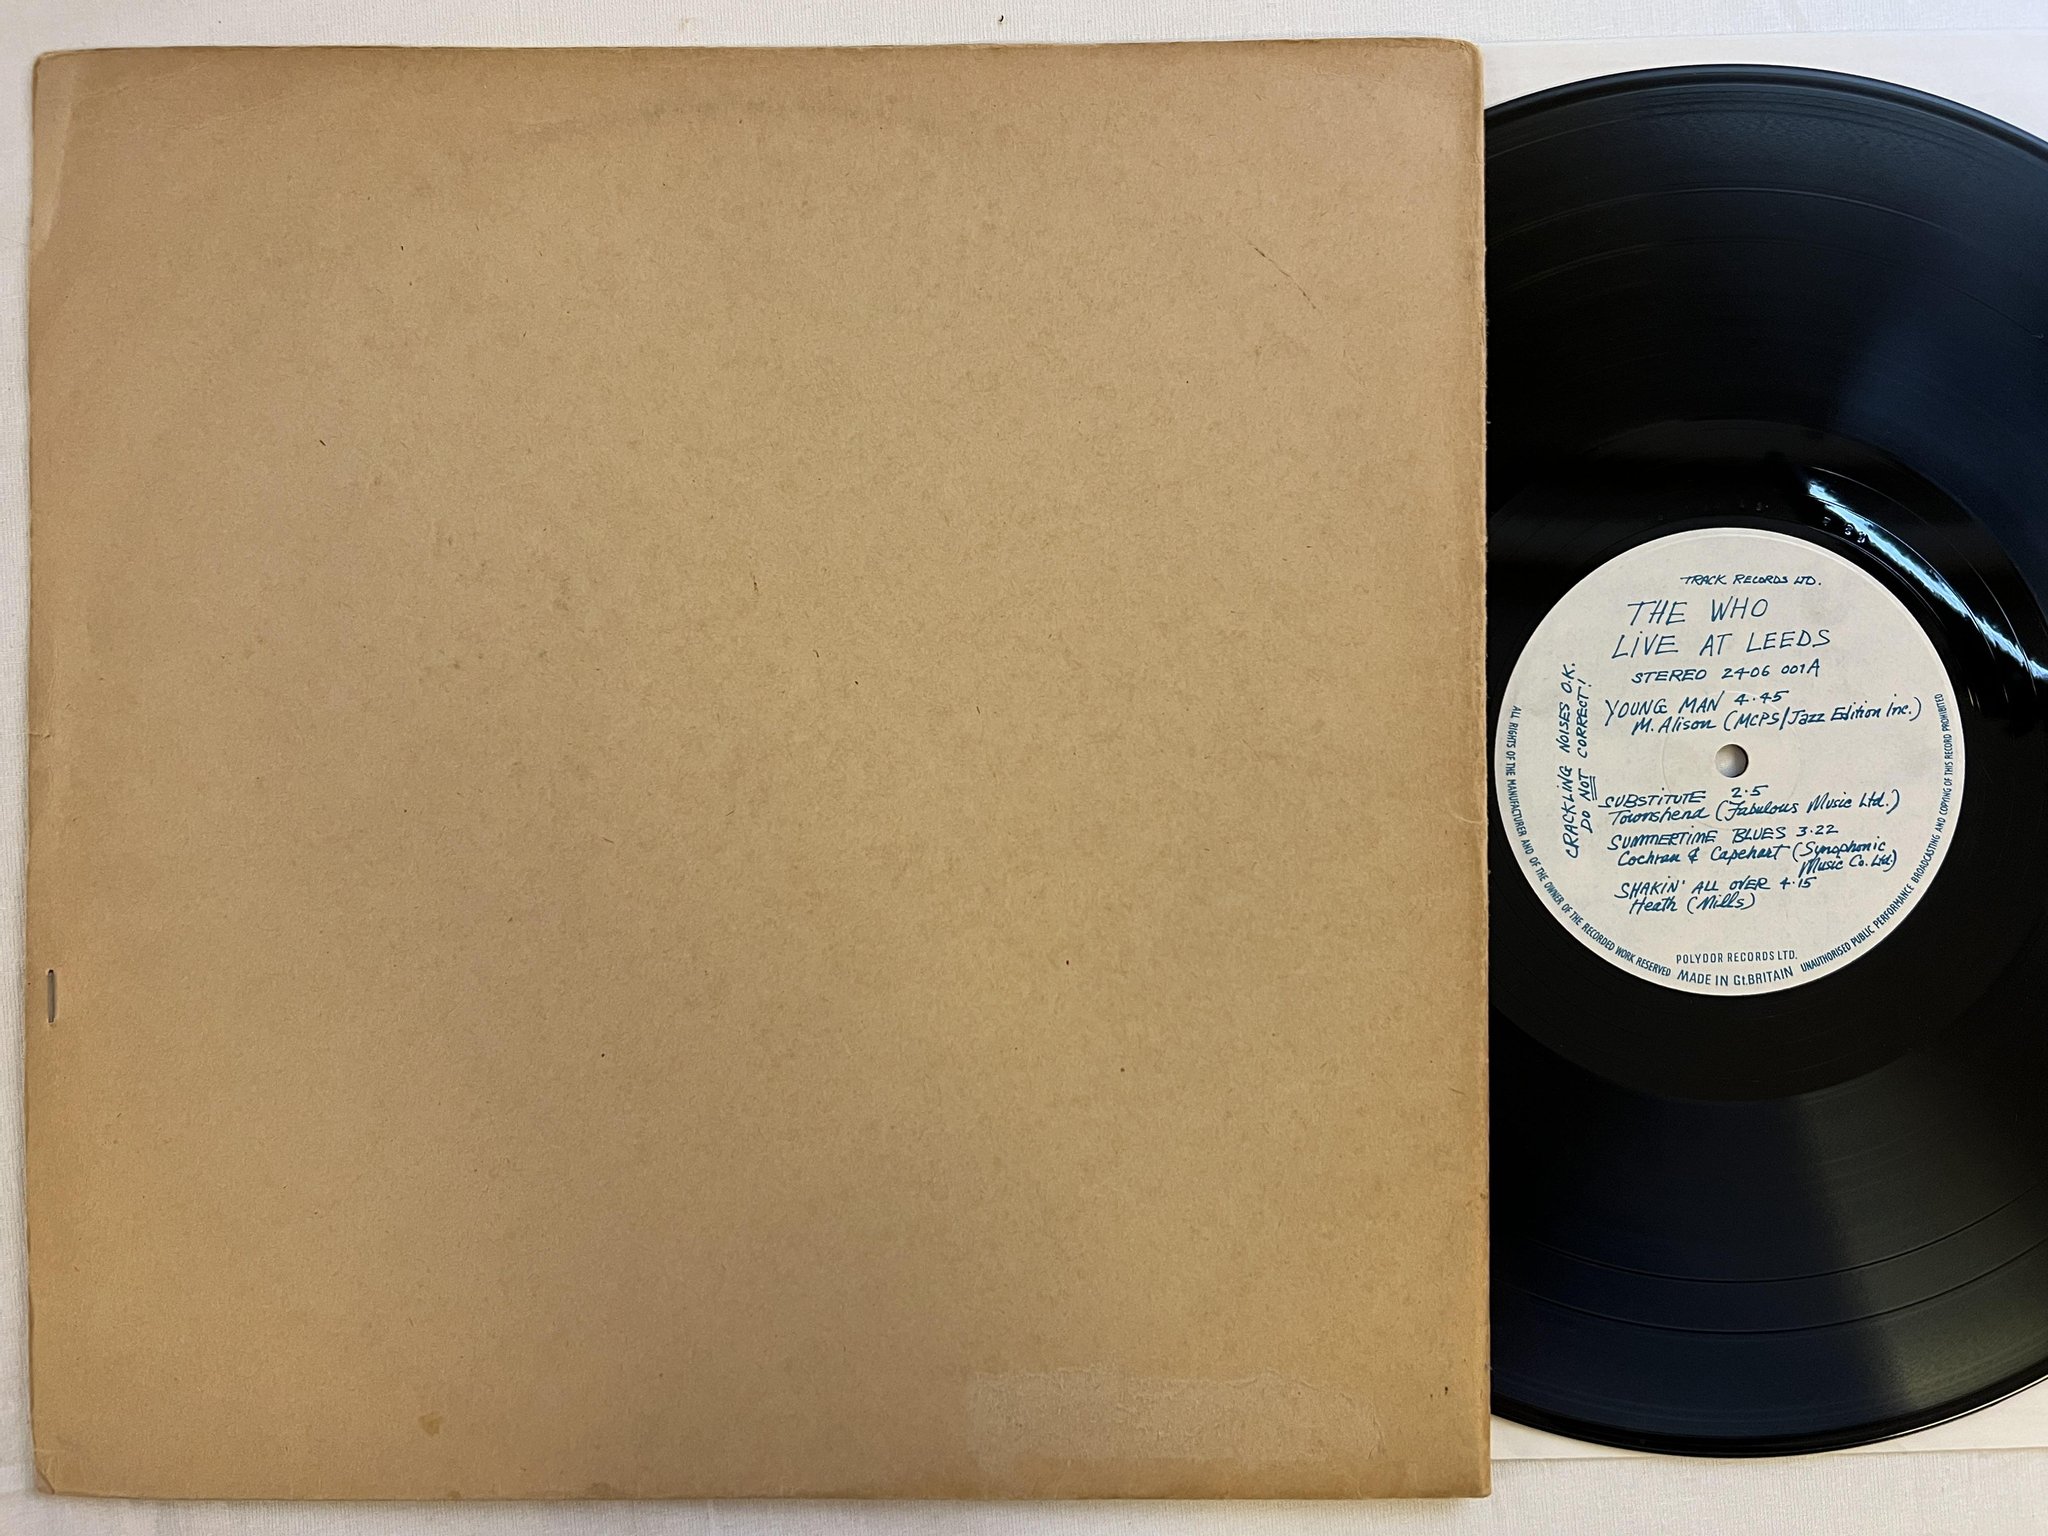 TRACK RECORDS LTD.
THE WHO
LIVE AT LEEDS
STEREO 2406 001A
YOUNG MAN 4.45
M. Alison (MCPS/Jazz Edition Inc.)
SUBSTITUTE 2.5
Townshend (Fabulous Music Ltd.)
SUMMERTIME BLUES 3.22
Cochran & Capehart (Synophonic
Music Co. Ltd)
SHAKIN' ALL OVER 4.15
Heath (Mills)
CRACKLING NOISES O.K.
DO NOT CORRECT!
POLYDOR RECORDS LTD.
MADE IN Gt.BRITAIN
ALL RIGHTS OF THE MANUFACTURER AND OF THE OWNER OF THE RECORDED WORK RESERVED
UNAUTHORISED PUBLIC PERFORMANCE BROADCASTING AND COPYING OF THIS RECORD PROHIBITED